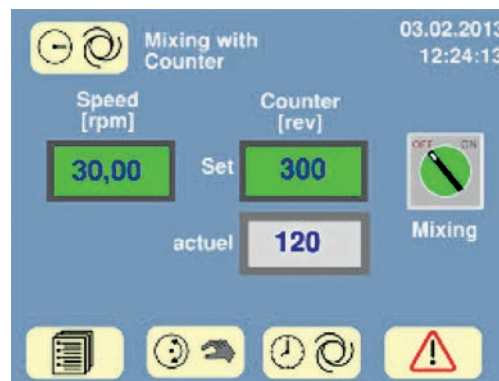 Mixing with
Counter
03.02.2013
12:24:13
Speed
[rpm]
Counter
[rev]
30,00
Set
300
OFF
ON
actuel
120
Mixing